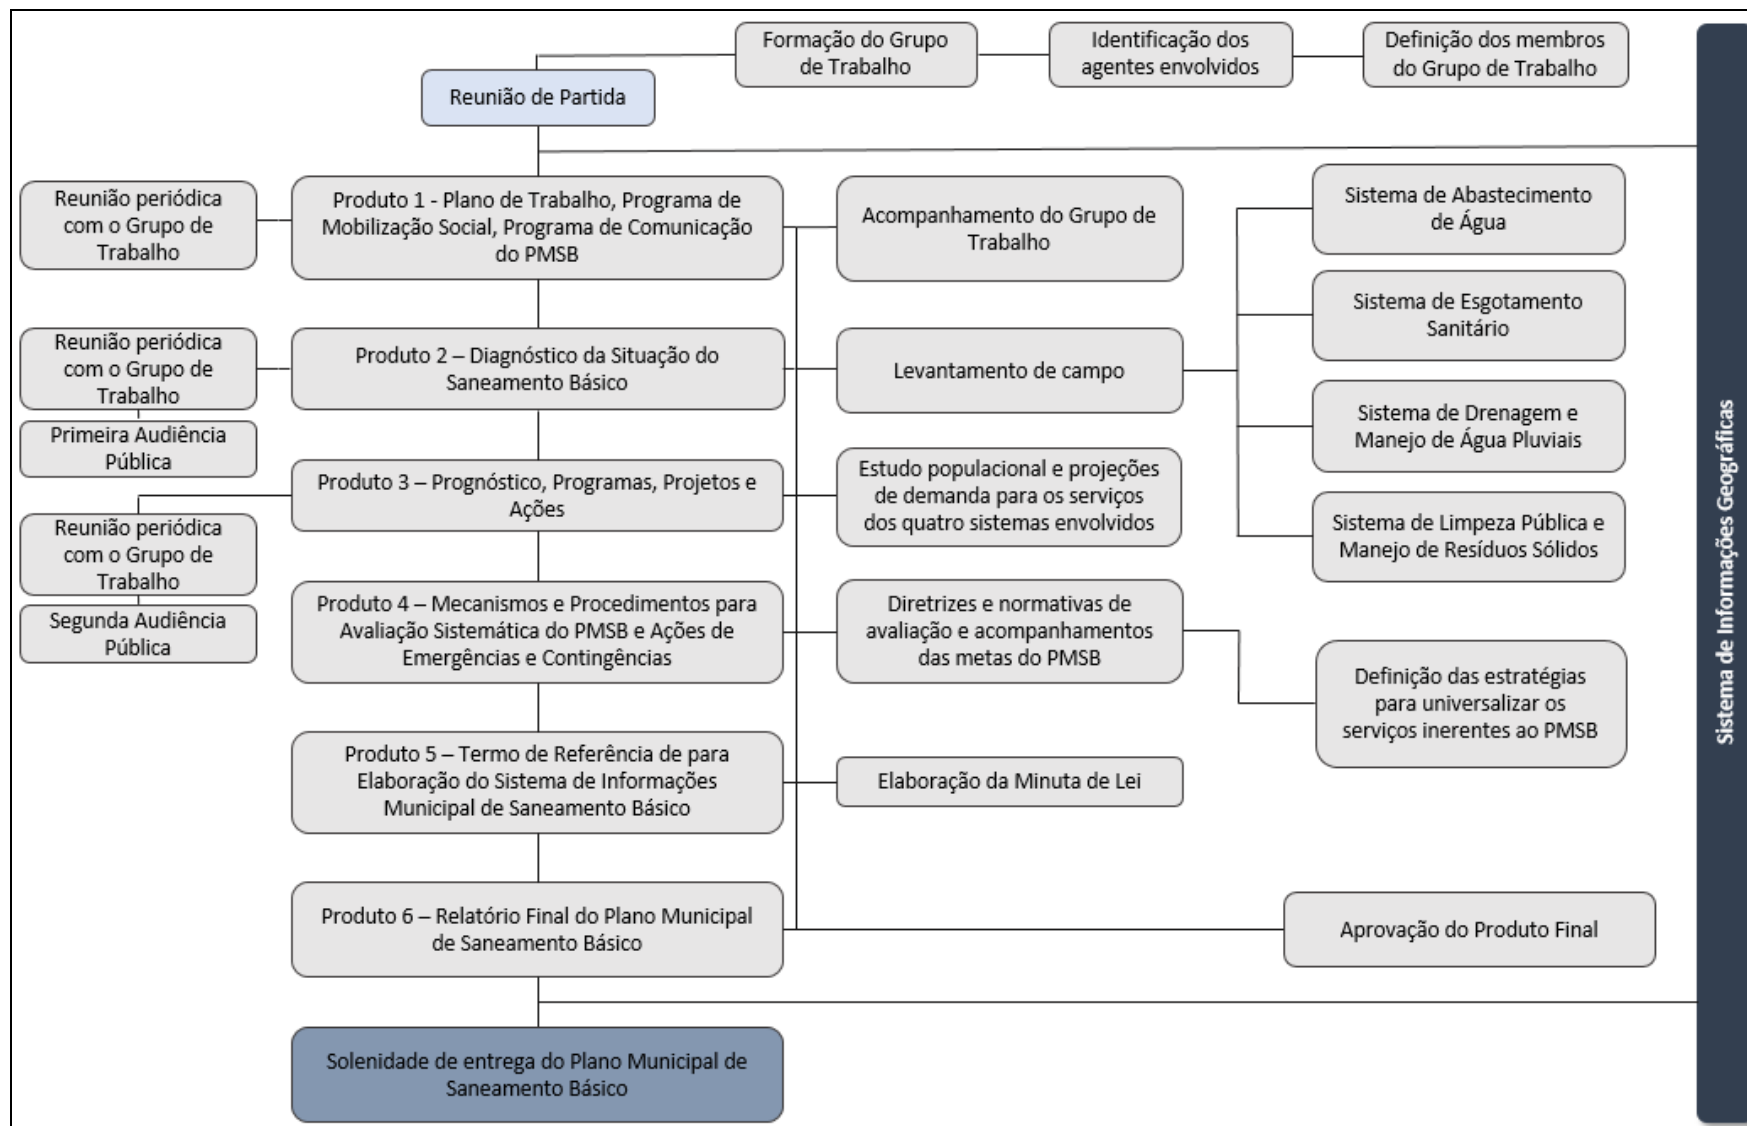 Formação do Grupo
de Trabalho
Identificação dos
agentes envolvidos
Definição dos membros
do Grupo de Trabalho
Reunião de Partida
Reunião periódica
com o Grupo de
Trabalho
Produto 1 - Plano de Trabalho, Programa de
Mobilização Social, Programa de Comunicação
do PMSB
Acompanhamento do Grupo de
Trabalho
Sistema de Abastecimento
de Água
Sistema de Esgotamento
Sanitário
Reunião periódica
com o Grupo de
Trabalho
Primeira Audiência
Pública
Produto 2 – Diagnóstico da Situação do
Saneamento Básico
Levantamento de campo
Sistema de Drenagem e
Manejo de Água Pluviais
Sistema de Limpeza Pública e
Manejo de Resíduos Sólidos
Produto 3 – Prognóstico, Programas, Projetos e
Ações
Estudo populacional e projeções
de demanda para os serviços
dos quatro sistemas envolvidos
Reunião periódica
com o Grupo de
Trabalho
Segunda Audiência
Pública
Produto 4 – Mecanismos e Procedimentos para
Avaliação Sistemática do PMSB e Ações de
Emergências e Contingências
Diretrizes e normativas de
avaliação e acompanhamentos
das metas do PMSB
Definição das estratégias
para universalizar os
serviços inerentes ao PMSB
Produto 5 – Termo de Referência de para
Elaboração do Sistema de Informações
Municipal de Saneamento Básico
Elaboração da Minuta de Lei
Produto 6 – Relatório Final do Plano Municipal
de Saneamento Básico
Aprovação do Produto Final
Solenidade de entrega do Plano Municipal de
Saneamento Básico
Sistema de Informações Geográficas